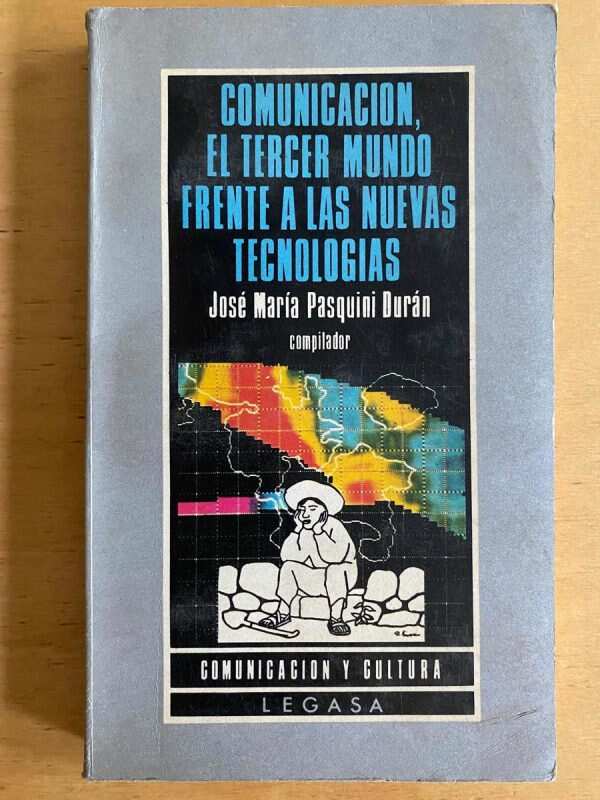 COMUNICACION,
EL TERCER MUNDO
FRENTE A LAS NUEVAS
TECNOLOGIAS
José María Pasquini Durán
compilador
COMUNICACION Y CULTURA
LEGASA